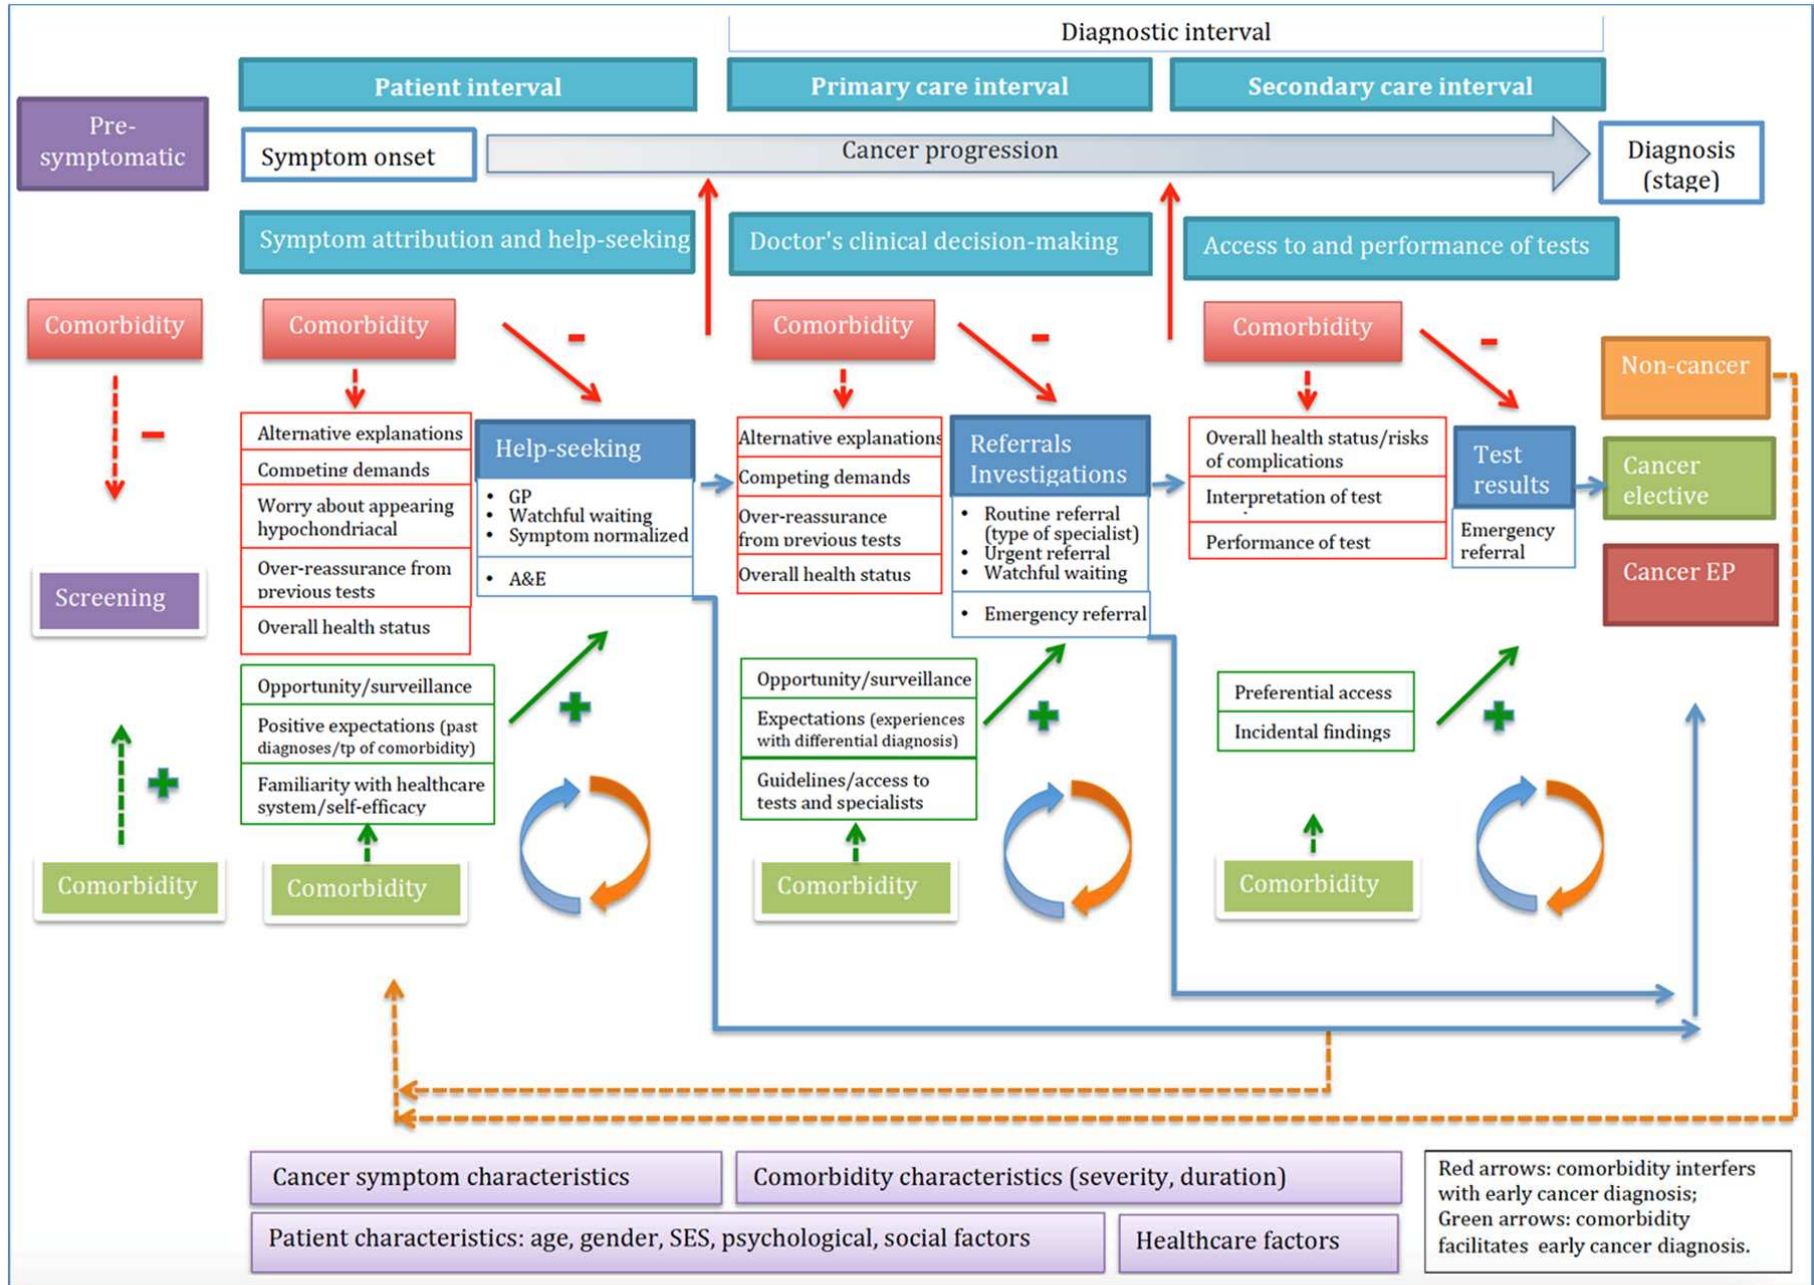 Diagnostic interval
Patient interval
Primary care interval
Secondary care interval
Pre-
symptomatic
Symptom onset
Cancer progression
Diagnosis
(stage)
Symptom attribution and help-seeking
Doctor's clinical decision-making
Access to and performance of tests
Comorbidity
Comorbidity
Comorbidity
Comorbidity
-
-
-
-
Non-cancer
Cancer
elective
Cancer EP
Screening
Alternative explanations
Competing demands
Worry about appearing
hypochondriacal
Over-reassurance from
previous tests
Overall health status
Help-seeking
• GP
• Watchful waiting
• Symptom normalized
• A&E
Alternative explanations
Competing demands
Over-reassurance
from previous tests
Overall health status
Referrals
Investigations
• Routine referral
(type of specialist)
• Urgent referral
• Watchful waiting
• Emergency referral
Overall health status/risks
of complications
Interpretation of test
Performance of test
Test
results
Emergency
referral
Opportunity/surveillance
Positive expectations (past
diagnoses/tp of comorbidity)
Familiarity with healthcare
system/self-efficacy
Opportunity/surveillance
Expectations (experiences
with differential diagnosis)
Guidelines/access to
tests and specialists
Preferential access
Incidental findings
+
+
+
+
Comorbidity
Comorbidity
Comorbidity
Comorbidity
Cancer symptom characteristics
Comorbidity characteristics (severity, duration)
Patient characteristics: age, gender, SES, psychological, social factors
Healthcare factors
Red arrows: comorbidity interfers
with early cancer diagnosis;
Green arrows: comorbidity
facilitates early cancer diagnosis.